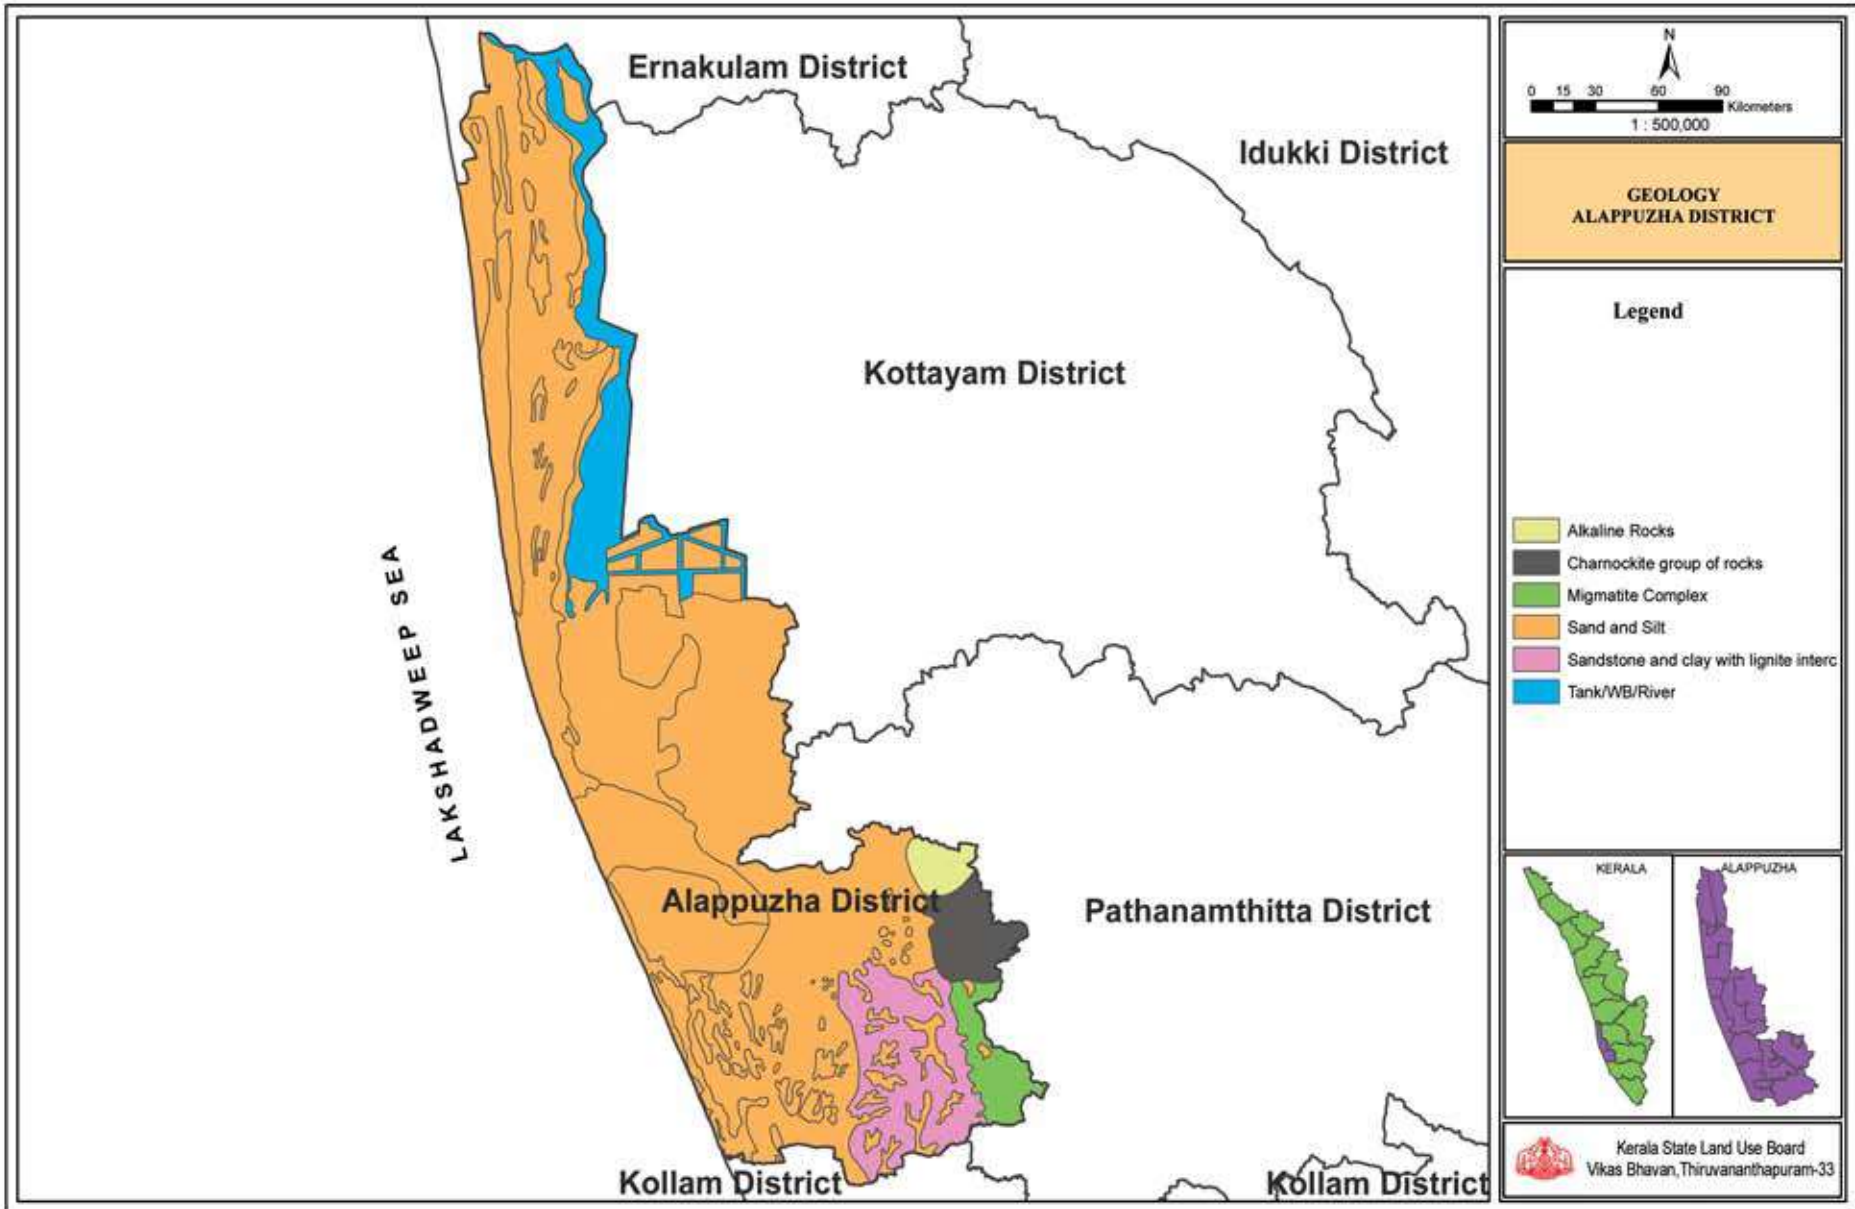 Ernakulam District
Idukki District
Kottayam District
LAKSHADWEEP SEA
Alappuzha District
Pathanamthitta District
Kollam District
Kollam District
N
0 15 30 60 90
Kilometers
1 : 500,000
GEOLOGY
ALAPPUZHA DISTRICT
Legend
Alkaline Rocks
Charnockite group of rocks
Migmatite Complex
Sand and Silt
Sandstone and clay with lignite interc
Tank/WB/River
KERALA
ALAPPUZHA
Kerala State Land Use Board
Vikas Bhavan,Thiruvananthapuram-33